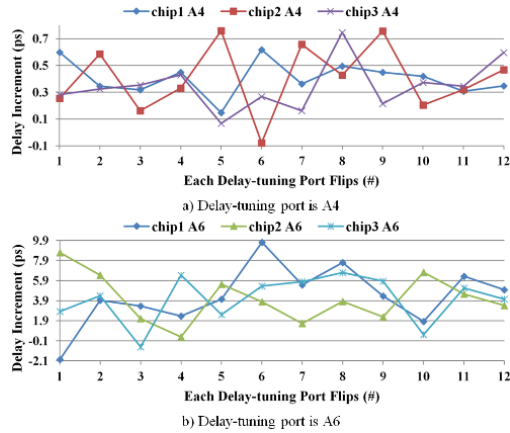 chip1 A4 chip2 A4 chip3 A4
Delay Increment (ps)
0.7
0.5
0.3
0.1
-0.1
1 2 3 4 5 6 7 8 9 10 11 12
Each Delay-tuning Port Flips (#)
a) Delay-tuning port is A4
chip1 A6 chip2 A6 chip3 A6
Delay Increment (ps)
9.9
7.9
5.9
3.9
1.9
-0.1
-2.1
1 2 3 4 5 6 7 8 9 10 11 12
Each Delay-tuning Port Flips (#)
b) Delay-tuning port is A6